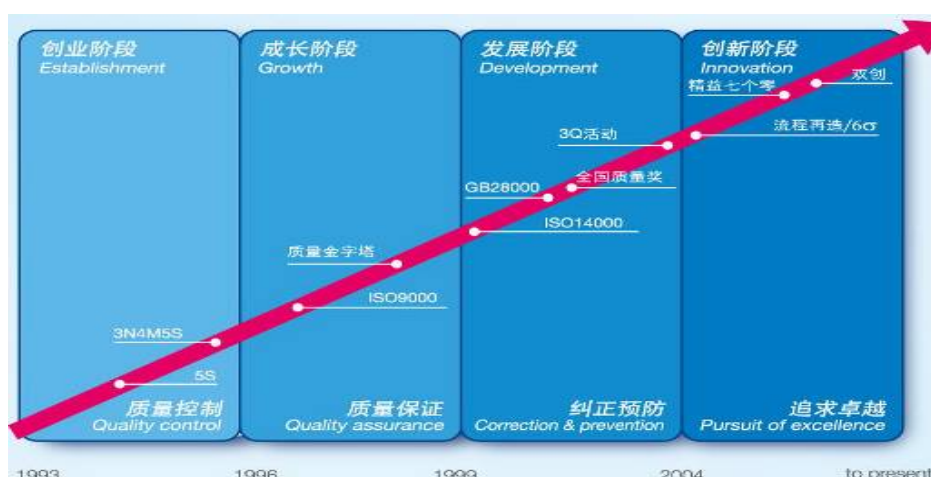 创业阶段
Establishment
成长阶段
Growth
发展阶段
Development
创新阶段
Innovation
双创
精益七个零
流程再造/6σ
3Q活动
全国质量奖
GB28000
ISO14000
质量金字塔
ISO9000
3N4M5S
5S
质量控制
Quality control
质量保证
Quality assurance
纠正预防
Correction & prevention
追求卓越
Pursuit of excellence
1993
1996
1999
2004
to present